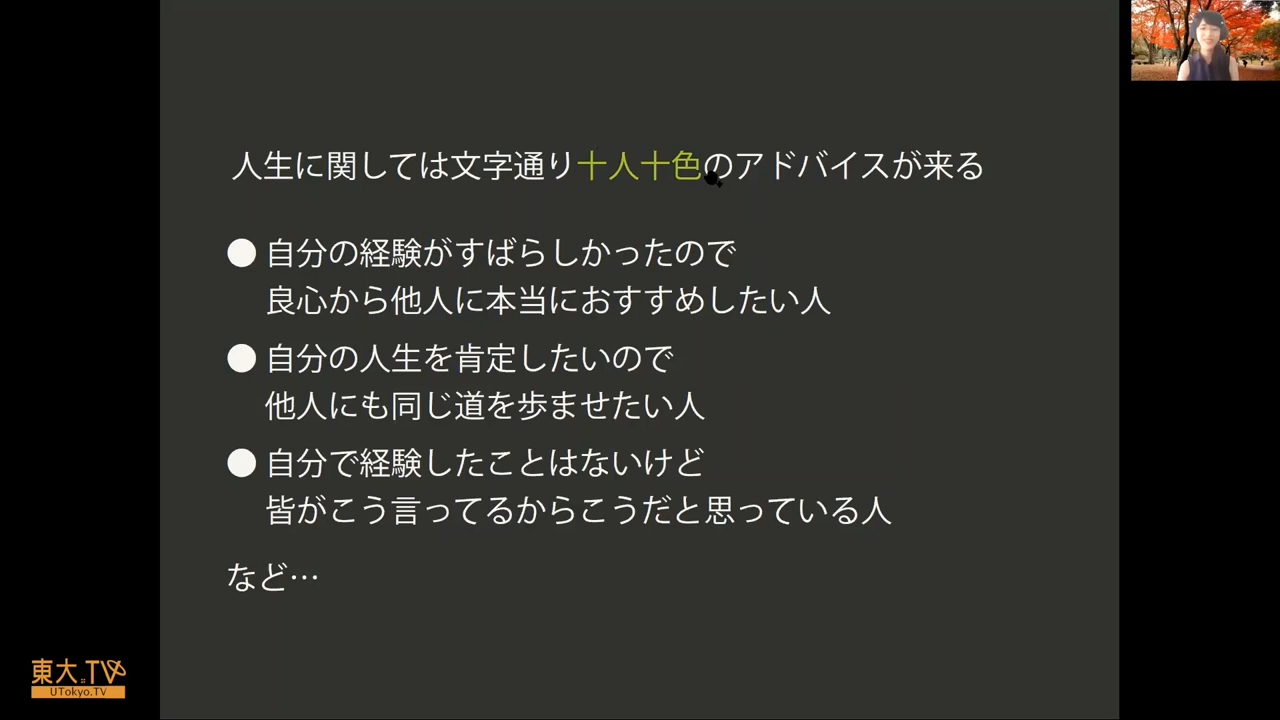 人生に関しては文字通り十人十色のアドバイスが来る
● 自分の経験がすばらしかったので
良心から他人に本当におすすめしたい人
● 自分の人生を肯定したいので
他人にも同じ道を歩ませたい人
● 自分で経験したことはないけど
皆がこう言ってるからこうだと思っている人
など…
東大.TV
UTokyo.TV